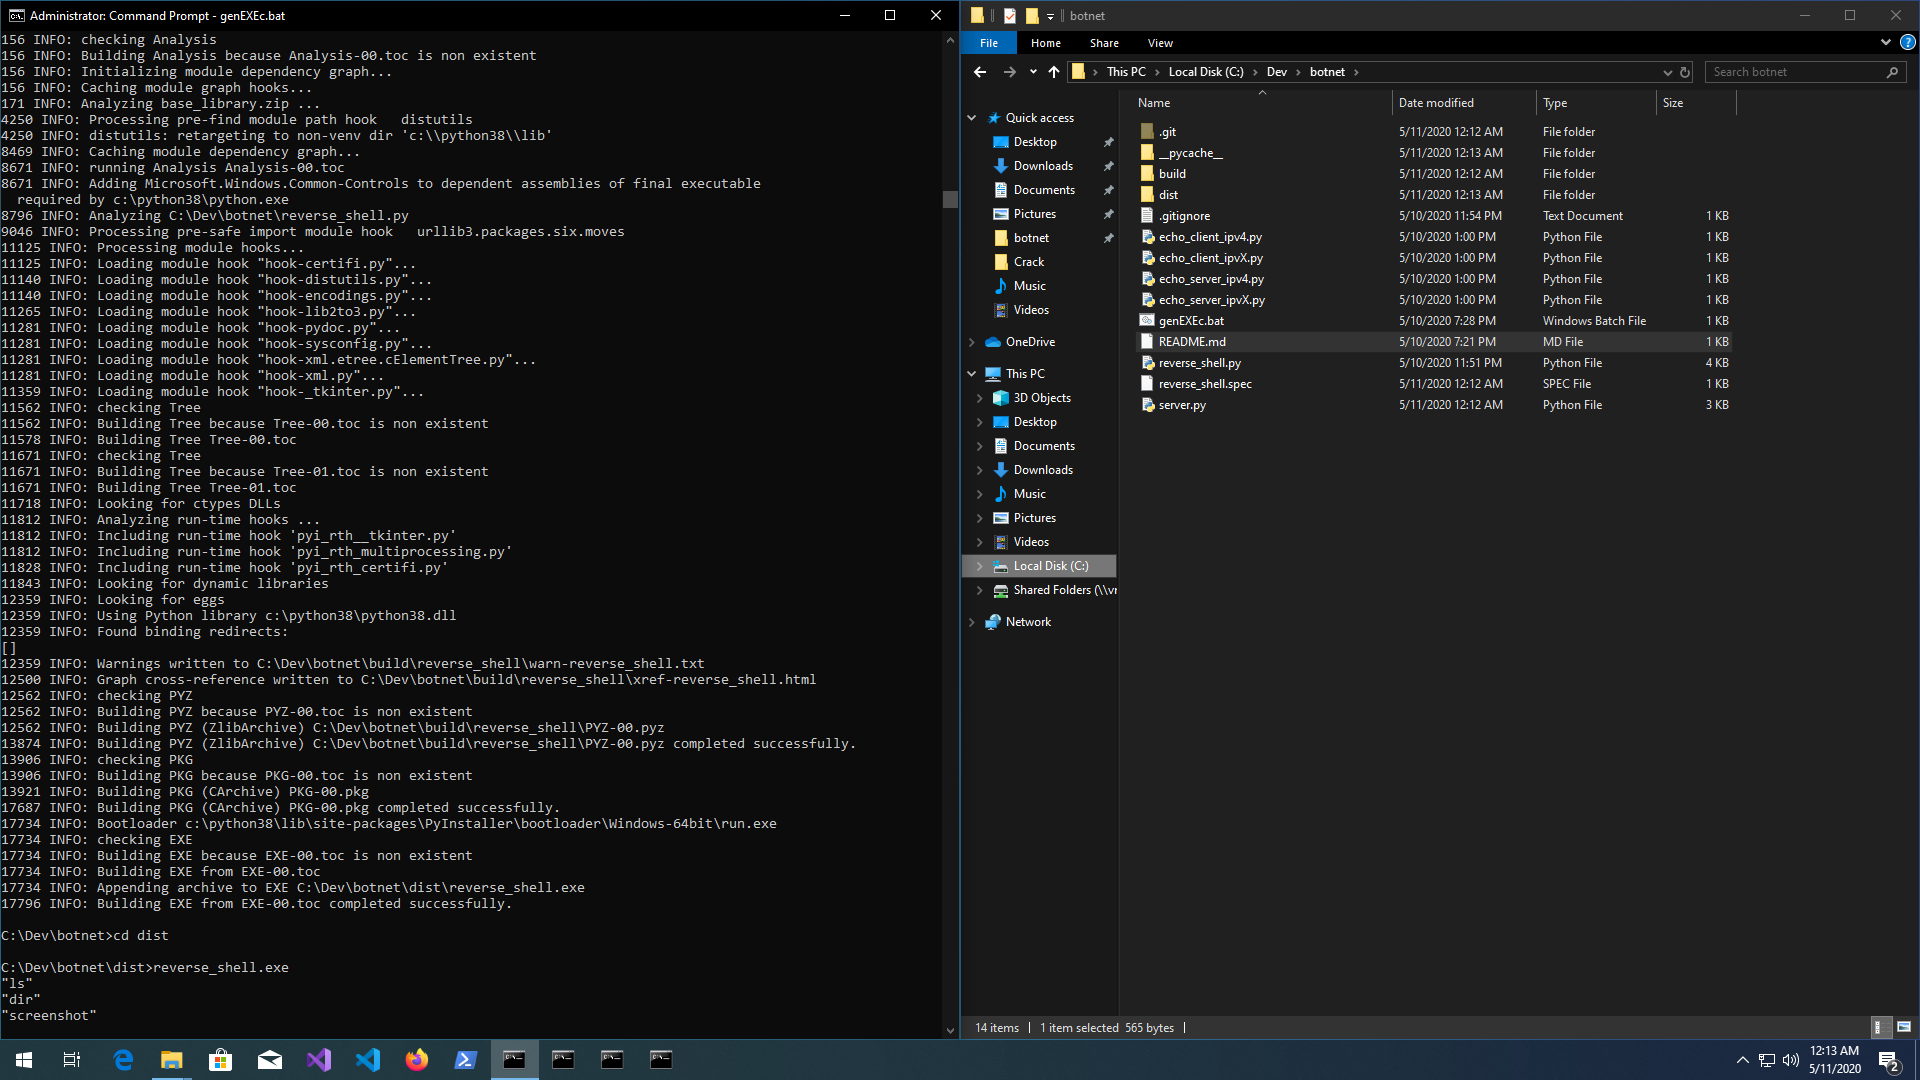 Administrator: Command Prompt - genEXEc.bat
156 INFO: checking Analysis
156 INFO: Building Analysis because Analysis-00.toc is non existent
156 INFO: Initializing module dependency graph...
156 INFO: Caching module graph hooks...
171 INFO: Analyzing base_library.zip ...
4250 INFO: Processing pre-find module path hook   distutils
4250 INFO: distutils: retargeting to non-venv dir 'c:\\python38\\lib'
8469 INFO: Caching module dependency graph...
8671 INFO: running Analysis Analysis-00.toc
8671 INFO: Adding Microsoft.Windows.Common-Controls to dependent assemblies of final executable
  required by c:\python38\python.exe
8796 INFO: Analyzing C:\Dev\botnet\reverse_shell.py
9046 INFO: Processing pre-safe import module hook   urllib3.packages.six.moves
11125 INFO: Processing module hooks...
11125 INFO: Loading module hook "hook-certifi.py"...
11140 INFO: Loading module hook "hook-distutils.py"...
11140 INFO: Loading module hook "hook-encodings.py"...
11265 INFO: Loading module hook "hook-lib2to3.py"...
11281 INFO: Loading module hook "hook-pydoc.py"...
11281 INFO: Loading module hook "hook-sysconfig.py"...
11281 INFO: Loading module hook "hook-xml.etree.cElementTree.py"...
11281 INFO: Loading module hook "hook-xml.py"...
11359 INFO: Loading module hook "hook-_tkinter.py"...
11562 INFO: checking Tree
11562 INFO: Building Tree because Tree-00.toc is non existent
11578 INFO: Building Tree Tree-00.toc
11671 INFO: checking Tree
11671 INFO: Building Tree because Tree-01.toc is non existent
11671 INFO: Building Tree Tree-01.toc
11718 INFO: Looking for ctypes DLLs
11812 INFO: Analyzing run-time hooks ...
11812 INFO: Including run-time hook 'pyi_rth__tkinter.py'
11812 INFO: Including run-time hook 'pyi_rth_multiprocessing.py'
11828 INFO: Including run-time hook 'pyi_rth_certifi.py'
11843 INFO: Looking for dynamic libraries
12359 INFO: Looking for eggs
12359 INFO: Using Python library c:\python38\python38.dll
12359 INFO: Found binding redirects:
[]
12359 INFO: Warnings written to C:\Dev\botnet\build\reverse_shell\warn-reverse_shell.txt
12500 INFO: Graph cross-reference written to C:\Dev\botnet\build\reverse_shell\xref-reverse_shell.html
12562 INFO: checking PYZ
12562 INFO: Building PYZ because PYZ-00.toc is non existent
12562 INFO: Building PYZ (ZlibArchive) C:\Dev\botnet\build\reverse_shell\PYZ-00.pyz
13874 INFO: Building PYZ (ZlibArchive) C:\Dev\botnet\build\reverse_shell\PYZ-00.pyz completed successfully.
13906 INFO: checking PKG
13906 INFO: Building PKG because PKG-00.toc is non existent
13921 INFO: Building PKG (CArchive) PKG-00.pkg
17687 INFO: Building PKG (CArchive) PKG-00.pkg completed successfully.
17734 INFO: Bootloader c:\python38\lib\site-packages\PyInstaller\bootloader\Windows-64bit\run.exe
17734 INFO: checking EXE
17734 INFO: Building EXE because EXE-00.toc is non existent
17734 INFO: Building EXE from EXE-00.toc
17734 INFO: Appending archive to EXE C:\Dev\botnet\dist\reverse_shell.exe
17796 INFO: Building EXE from EXE-00.toc completed successfully.
C:\Dev\botnet>cd dist
C:\Dev\botnet\dist>reverse_shell.exe
"ls"
"dir"
"screenshot"
botnet
File Home Share View
This PC Local Disk (C:) Dev botnet Search botnet
Quick access
Desktop
Downloads
Documents
Pictures
botnet
Crack
Music
Videos
OneDrive
This PC
3D Objects
Desktop
Documents
Downloads
Music
Pictures
Videos
Local Disk (C:)
Shared Folders (\\vr
Network
Name Date modified Type Size
.git 5/11/2020 12:12 AM File folder
__pycache__ 5/11/2020 12:13 AM File folder
build 5/11/2020 12:12 AM File folder
dist 5/11/2020 12:13 AM File folder
.gitignore 5/10/2020 11:54 PM Text Document 1 KB
echo_client_ipv4.py 5/10/2020 1:00 PM Python File 1 KB
echo_client_ipvX.py 5/10/2020 1:00 PM Python File 1 KB
echo_server_ipv4.py 5/10/2020 1:00 PM Python File 1 KB
echo_server_ipvX.py 5/10/2020 1:00 PM Python File 1 KB
genEXEc.bat 5/10/2020 7:28 PM Windows Batch File 1 KB
README.md 5/10/2020 7:21 PM MD File 1 KB
reverse_shell.py 5/10/2020 11:51 PM Python File 4 KB
reverse_shell.spec 5/11/2020 12:12 AM SPEC File 1 KB
server.py 5/11/2020 12:12 AM Python File 3 KB
14 items 1 item selected 565 bytes
12:13 AM
5/11/2020
2